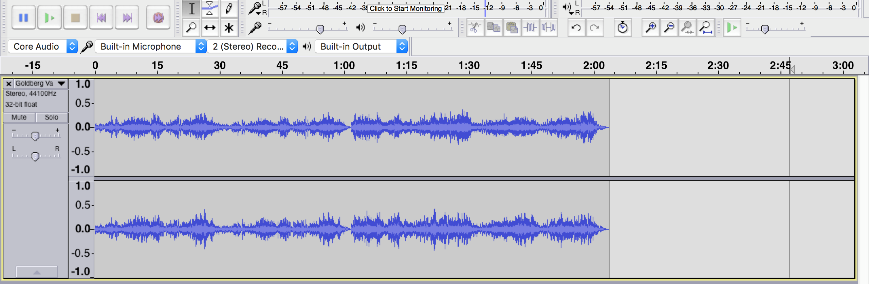 L
R
-57 -54 -51 -48 -45 -42 Click to Start Monitoring 21 -18 -15 -12 -9 -6 -3 0
L
R
-57 -54 -51 -48 -45 -42 -39 -36 -33 -30 -27 -24 -21 -18 -15 -12 -9 -6 -3 0
- +
- +
- +
Core Audio
Built-in Microphone
2 (Stereo) Reco...
Built-in Output
-15 0 15 30 45 1:00 1:15 1:30 1:45 2:00 2:15 2:30 2:45 3:00
Goldberg Va
Stereo, 44100Hz
32-bit float
Mute Solo
- +
L R
1.0
0.5-
0.0-
-0.5-
-1.0
1.0
0.5-
0.0-
-0.5-
-1.0